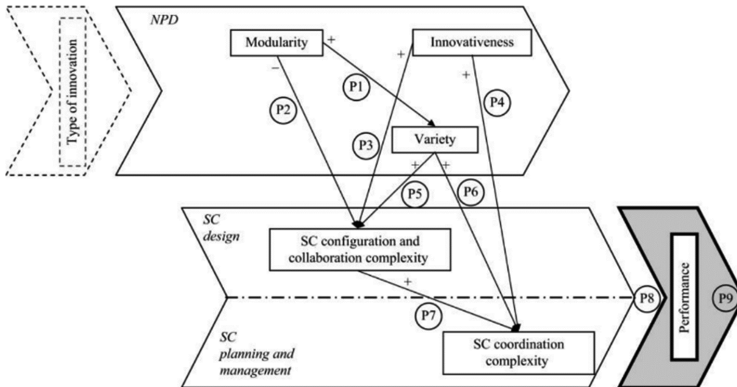 NPD
Type of innovation
Modularity
Innovativeness
+
+
−
+
P1
P2
P4
P3
Variety
+
+
P5
P6
SC
design
SC configuration and
collaboration complexity
+
P7
P8
P9
Performance
SC
planning and
management
SC coordination
complexity